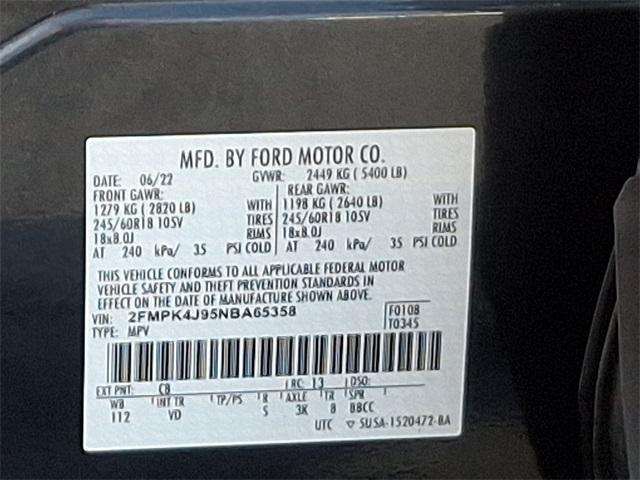 MFD. BY FORD MOTOR CO.
DATE: 06/22 GVWR: 2449 KG ( 5400 LB)
FRONT GAWR: REAR GAWR:
1279 KG ( 2820 LB) WITH 1198 KG ( 2640 LB) WITH
245/60R18 105V TIRES 245/60R18 105V TIRES
18x8.0J RIMS 18x8.0J RIMS
AT 240 kPa/ 35 PSI COLD AT 240 kPa/ 35 PSI COLD
THIS VEHICLE CONFORMS TO ALL APPLICABLE FEDERAL MOTOR
VEHICLE SAFETY AND THEFT PREVENTION STANDARDS IN
EFFECT ON THE DATE OF MANUFACTURE SHOWN ABOVE.
VIN: 2FMPK4J95NBA65358 F0108
TYPE: MPV T0345
EXT PNT: C8 RC: 13 DSO:
WB INT TR TP/PS R AXLE TR SPR
112 VD S 3K 8 BBCC
UTC ▽ SUSA-1520472-BA